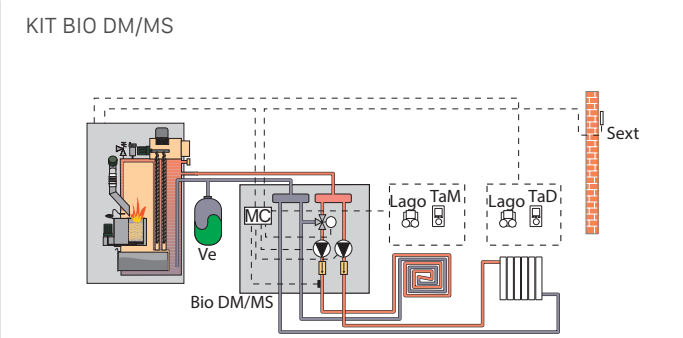 KIT BIO DM/MS
Sext
Lago TaM
Lago TaD
MC
Ve
Bio DM/MS